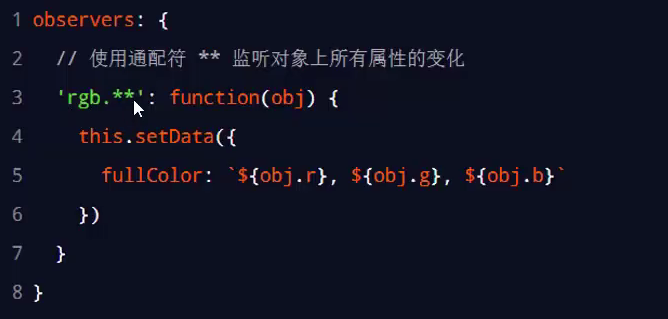 1 observers: {
2 // 使用通配符 ** 监听对象上所有属性的变化
3 'rgb.**': function(obj) {
4 this.setData({
5 fullColor: `${obj.r}, ${obj.g}, ${obj.b}`
6 })
7 }
8 }